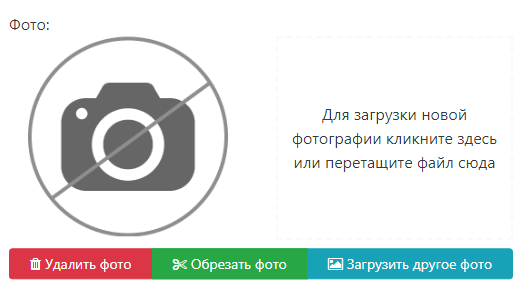 Фото:
Для загрузки новой
фотографии кликните здесь
или перетащите файл сюда
Удалить фото
Обрезать фото
Загрузить другое фото